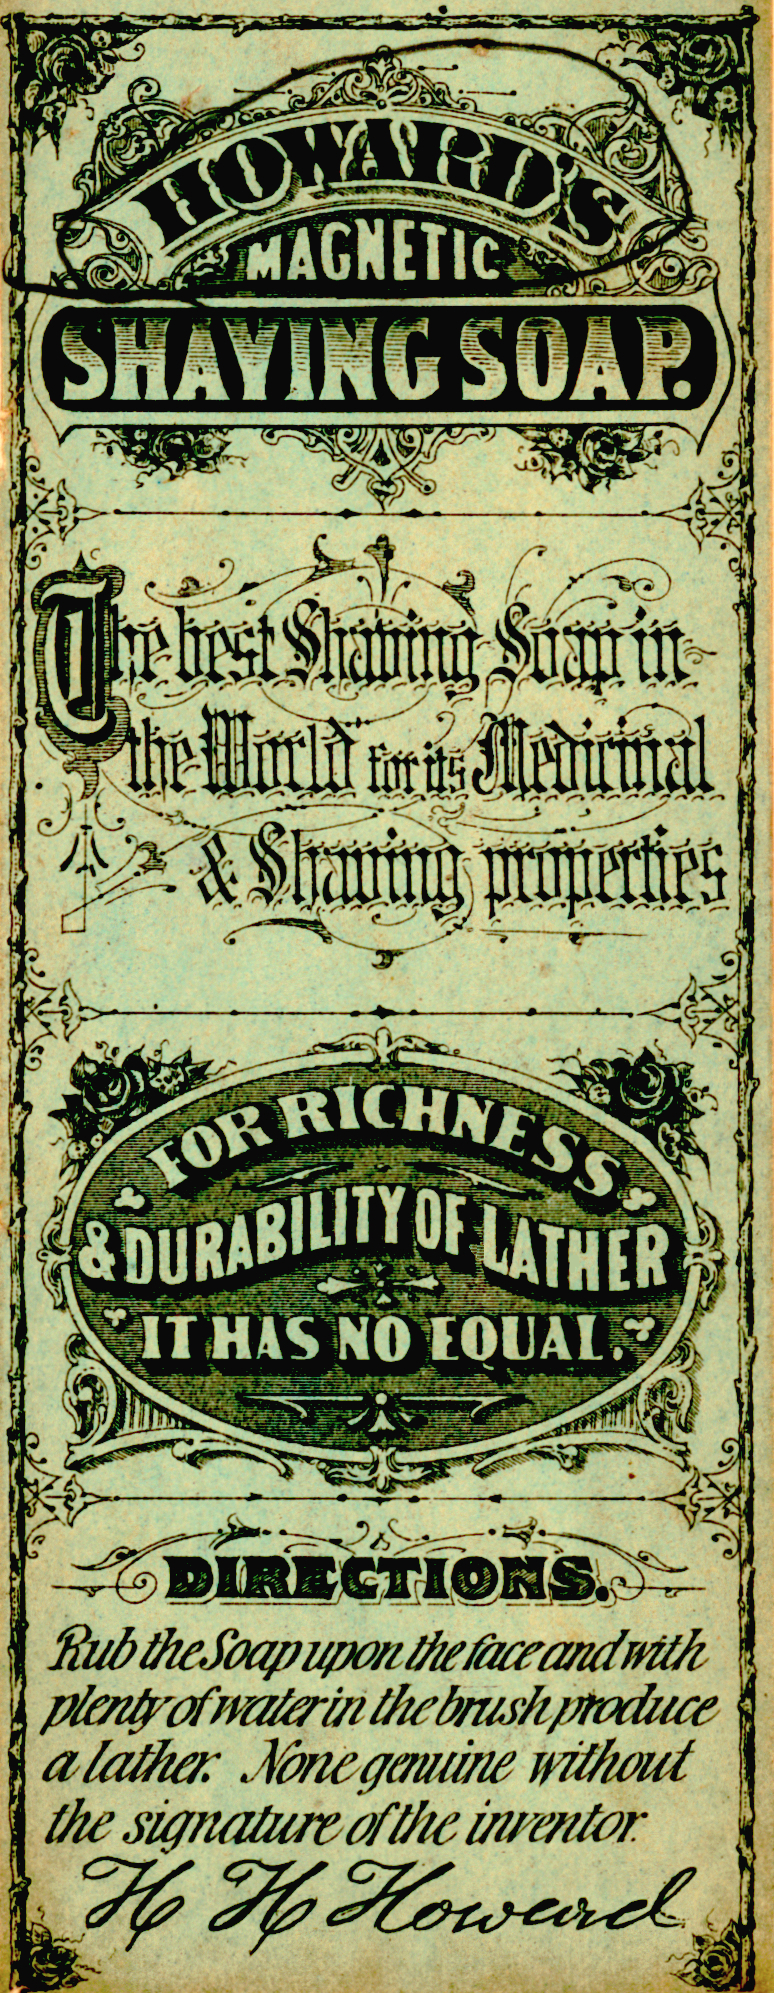 HOWARD'S
MAGNETIC
SHAVING SOAP.
The best Shaving Soap in
the World for its Medicinal
& Shaving properties
FOR RICHNESS
& DURABILITY OF LATHER
IT HAS NO EQUAL.
DIRECTIONS.
Rub the Soap upon the face and with
plenty of water in the brush produce
a lather. None genuine without
the signature of the inventor.
H H Howard